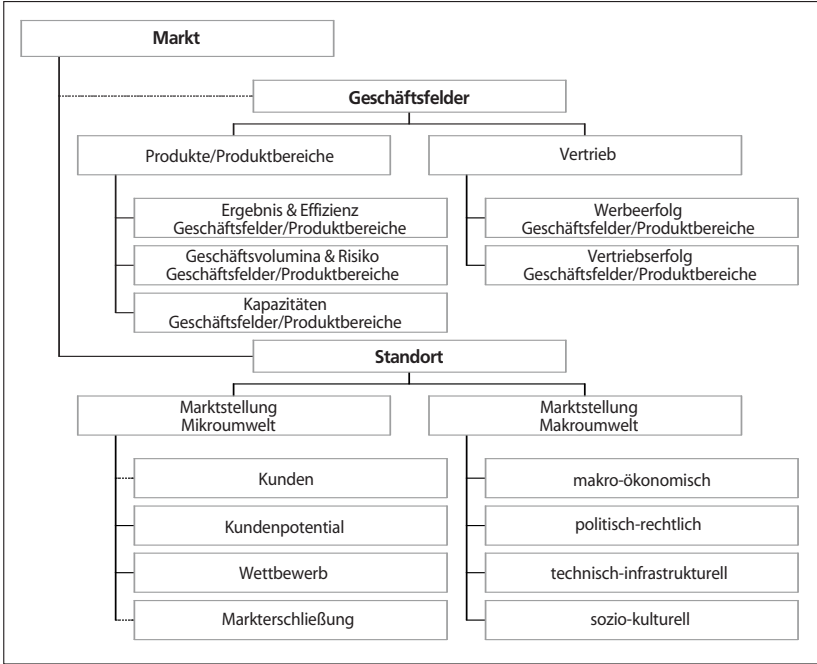 Markt
Geschäftsfelder
Produkte/Produktbereiche
Ergebnis & Effizienz
Geschäftsfelder/Produktbereiche
Geschäftsvolumina & Risiko
Geschäftsfelder/Produktbereiche
Kapazitäten
Geschäftsfelder/Produktbereiche
Vertrieb
Werbeerfolg
Geschäftsfelder/Produktbereiche
Vertriebserfolg
Geschäftsfelder/Produktbereiche
Standort
Marktstellung
Mikroumwelt
Kunden
Kundenpotential
Wettbewerb
Markterschließung
Marktstellung
Makroumwelt
makro-ökonomisch
politisch-rechtlich
technisch-infrastrukturell
sozio-kulturell